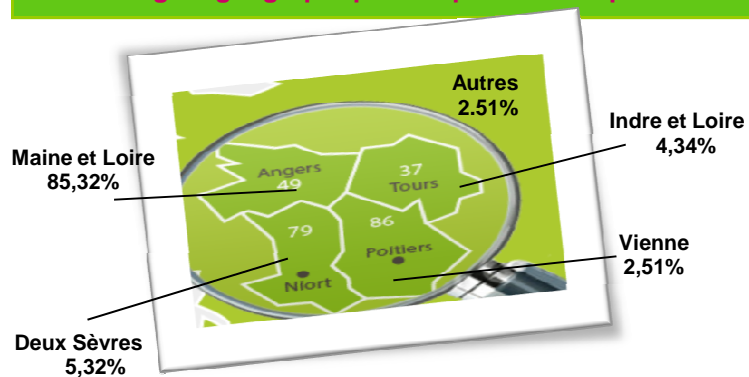 Autres
2.51%
Indre et Loire
4,34%
Maine et Loire
85,32%
Angers
49
37
Tours
79
86
Poitiers
Niort
Vienne
2,51%
Deux Sèvres
5,32%